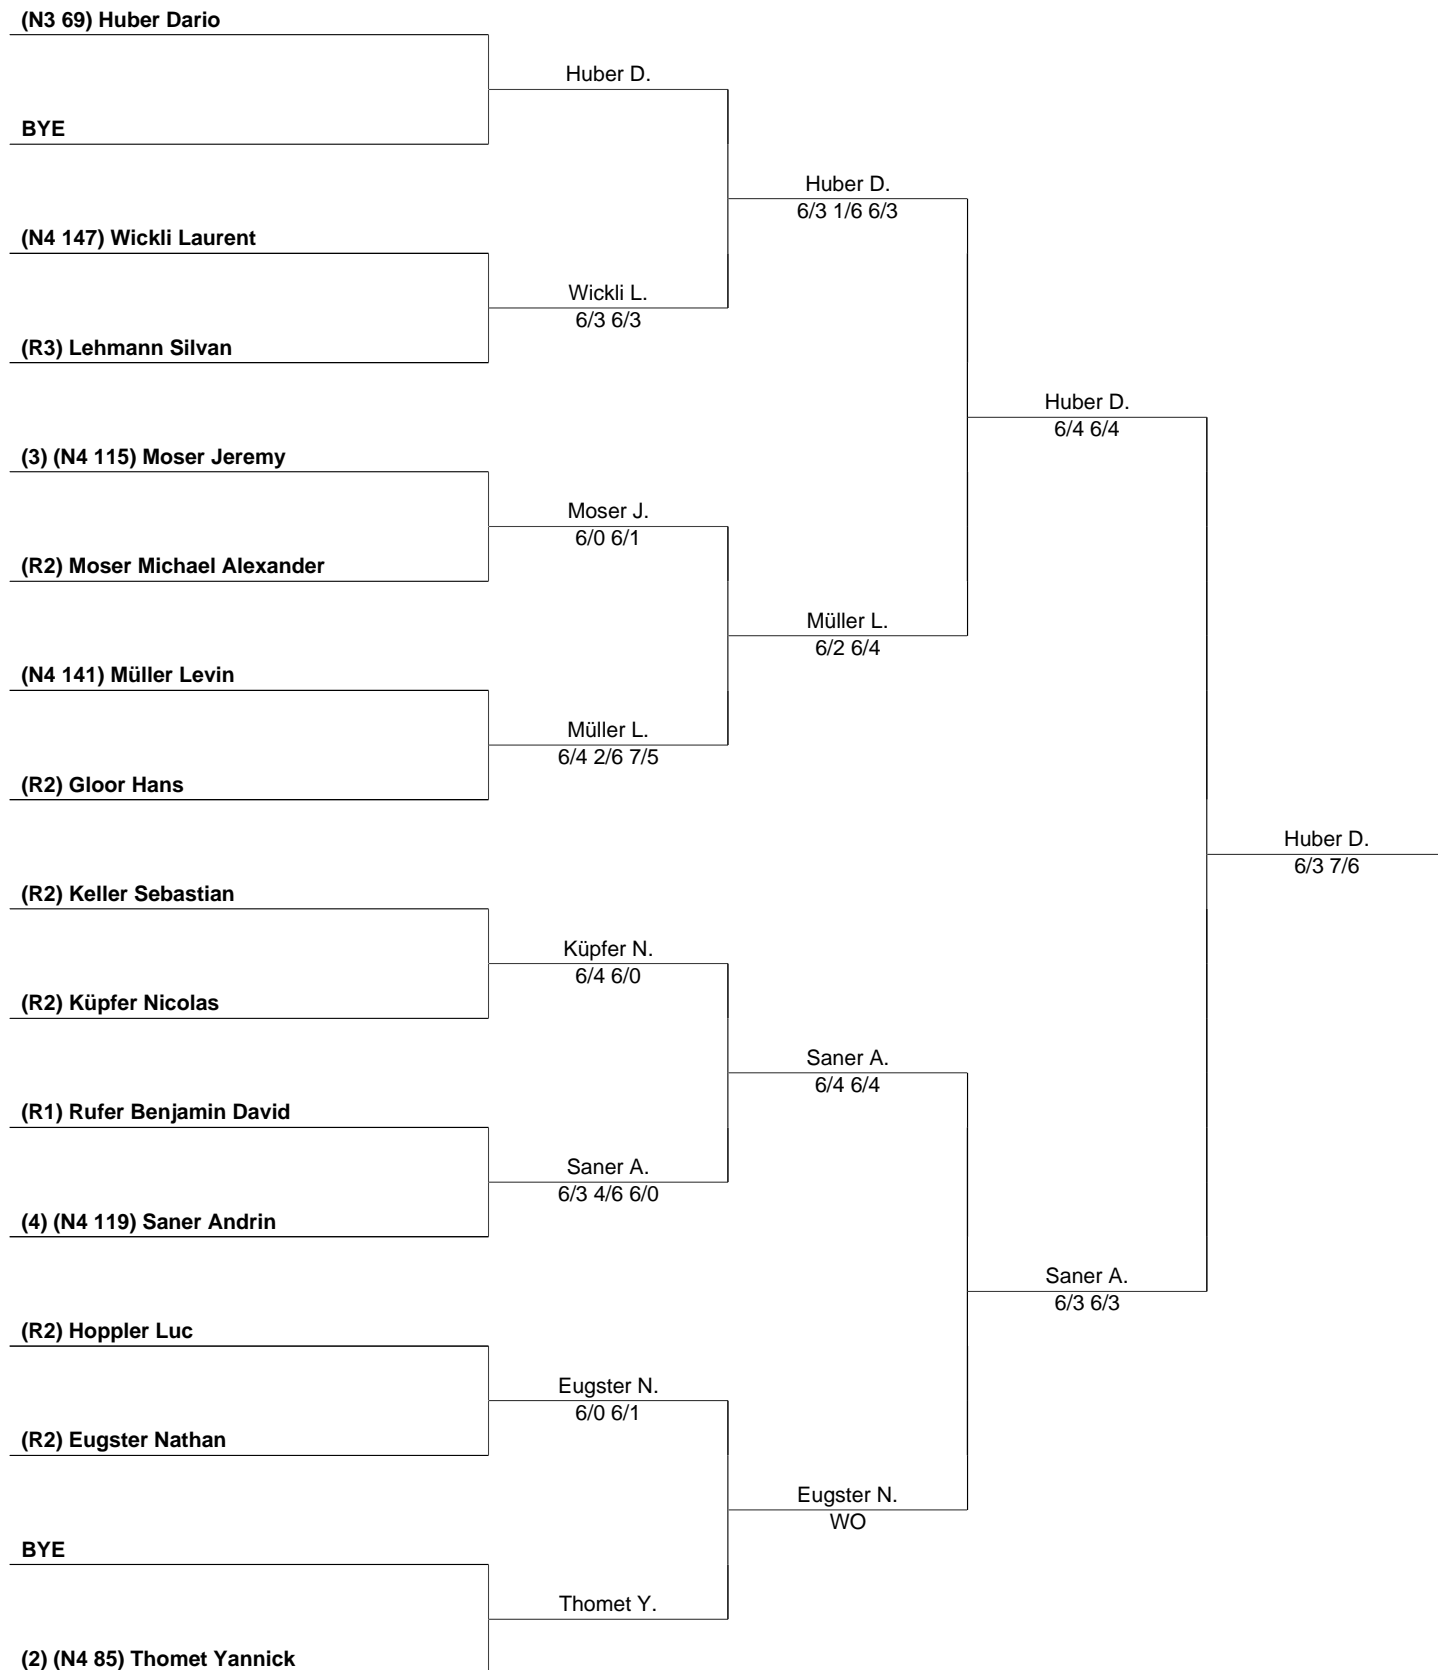 (N3 69) Huber Dario
Huber D.
BYE
Huber D.
6/3 1/6 6/3
(N4 147) Wickli Laurent
Wickli L.
6/3 6/3
(R3) Lehmann Silvan
Huber D.
6/4 6/4
(3) (N4 115) Moser Jeremy
Moser J.
6/0 6/1
(R2) Moser Michael Alexander
Müller L.
6/2 6/4
(N4 141) Müller Levin
Müller L.
6/4 2/6 7/5
(R2) Gloor Hans
Huber D.
6/3 7/6
(R2) Keller Sebastian
Küpfer N.
6/4 6/0
(R2) Küpfer Nicolas
Saner A.
6/4 6/4
(R1) Rufer Benjamin David
Saner A.
6/3 4/6 6/0
(4) (N4 119) Saner Andrin
Saner A.
6/3 6/3
(R2) Hoppler Luc
Eugster N.
6/0 6/1
(R2) Eugster Nathan
Eugster N.
WO
BYE
Thomet Y.
(2) (N4 85) Thomet Yannick